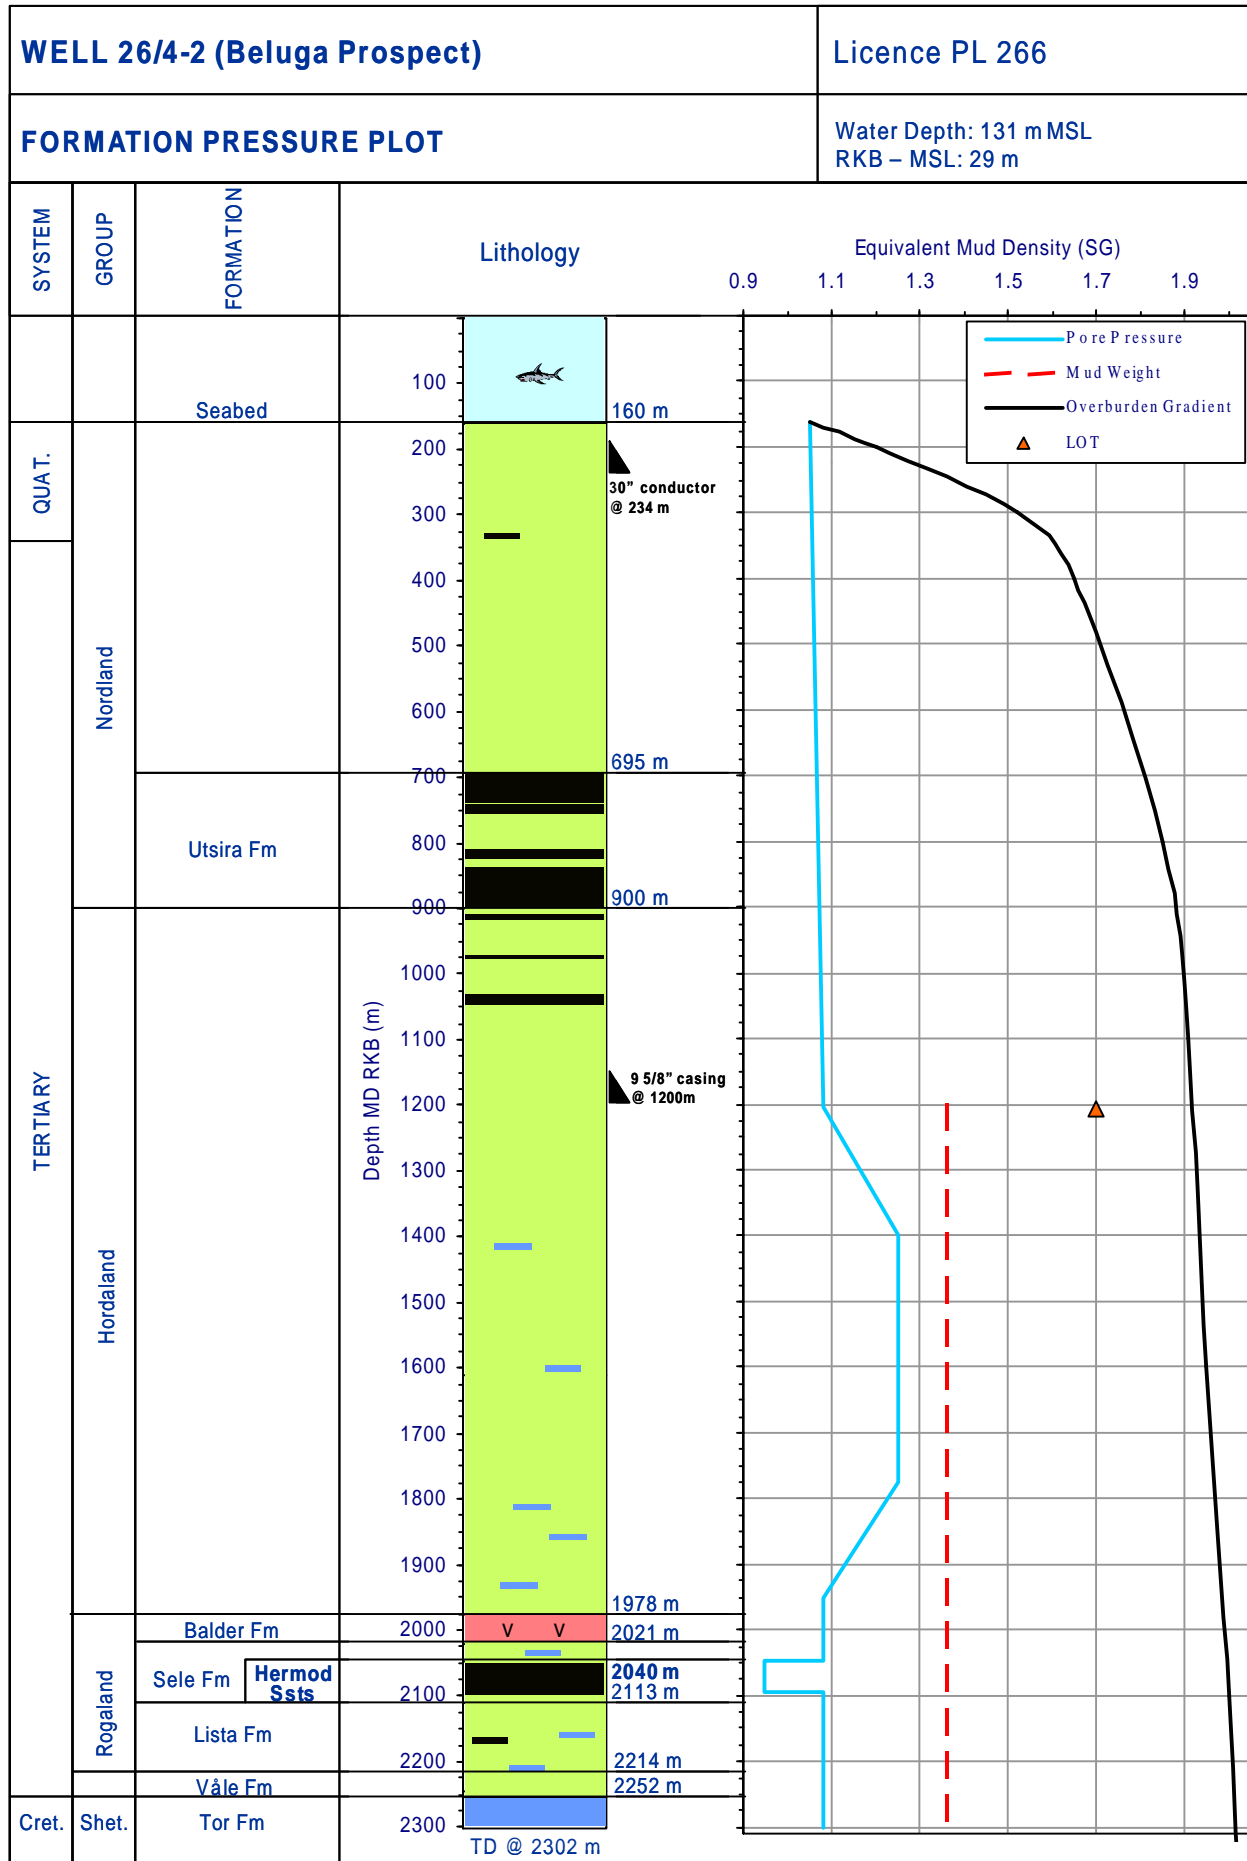 WELL 26/4-2 (Beluga Prospect)
Licence PL 266
FORMATION PRESSURE PLOT
Water Depth: 131 m MSL
RKB – MSL: 29 m
SYSTEM
GROUP
FORMATION
Lithology
Equivalent Mud Density (SG)
0.9 1.1 1.3 1.5 1.7 1.9
Pore Pressure
Mud Weight
Overburden Gradient
LOT
100
Seabed
160 m
QUAT.
200
30" conductor
@ 234 m
300
400
500
Nordland
600
695 m
700
Utsira Fm
800
900 m
900
1000
Depth MD RKB (m)
1100
TERTIARY
9 5/8" casing
@ 1200m
1200
1300
Hordaland
1400
1500
1600
1700
1800
1900
1978 m
Balder Fm
2000
V V
2021 m
Rogaland
Sele Fm
Hermod
Ssts
2040 m
2113 m
2100
Lista Fm
2200
2214 m
Våle Fm
2252 m
Cret.
Shet.
Tor Fm
2300
TD @ 2302 m